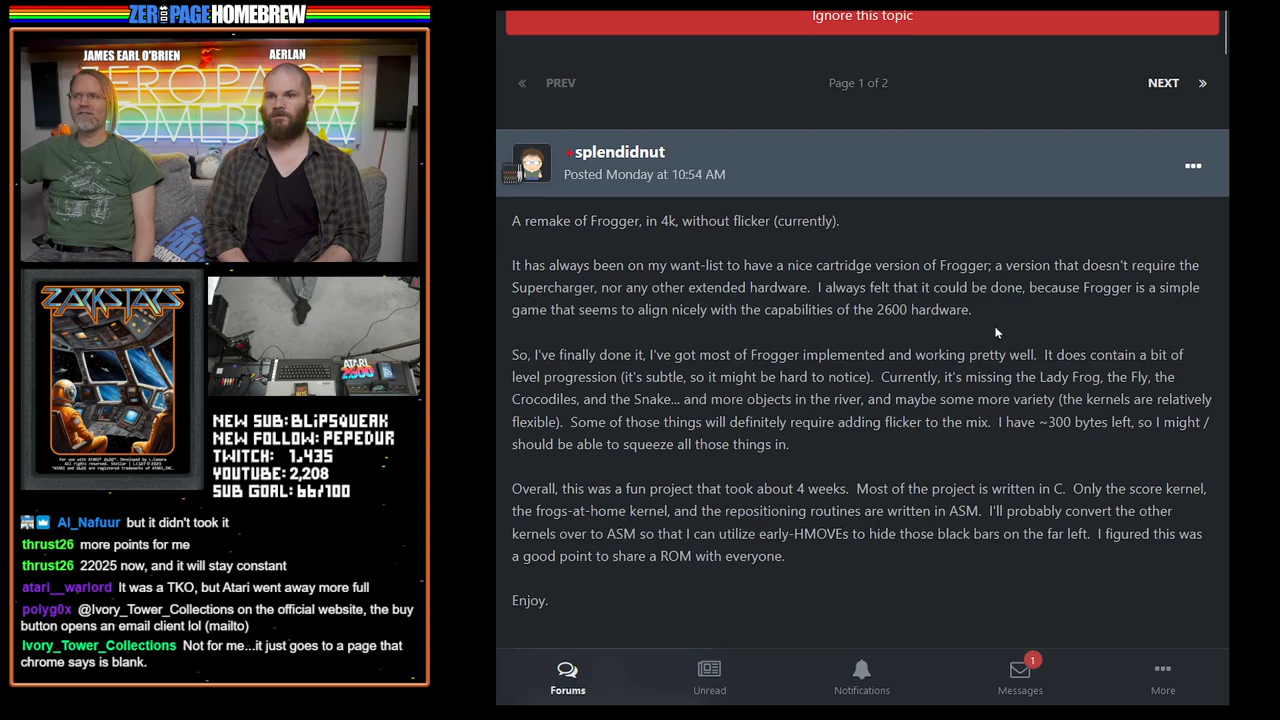 ZEROPAGE HOMEBREW
JAMES EARL O'BRIEN
AERLAN
ZEROPAGE
HOMEBREW
ZACKSTARS
ATARI
2600
NEW SUB: BLIPSQUEAK
NEW FOLLOW: PEPEDUR
TWITCH: 1,435
YOUTUBE: 2,208
SUB GOAL: 66/100
Al_Nafuur but it didn't took it
thrust26 more points for me
thrust26 22025 now, and it will stay constant
atari__warlord It was a TKO, but Atari went away more full
polyg0x @Ivory_Tower_Collections on the official website, the buy
button opens an email client lol (mailto)
Ivory_Tower_Collections Not for me...it just goes to a page that
chrome says is blank.
Ignore this topic
« PREV
Page 1 of 2
NEXT »
+splendidnut
Posted Monday at 10:54 AM
A remake of Frogger, in 4k, without flicker (currently).
It has always been on my want-list to have a nice cartridge version of Frogger; a version that doesn't require the
Supercharger, nor any other extended hardware.  I always felt that it could be done, because Frogger is a simple
game that seems to align nicely with the capabilities of the 2600 hardware.
So, I've finally done it, I've got most of Frogger implemented and working pretty well.  It does contain a bit of
level progression (it's subtle, so it might be hard to notice).  Currently, it's missing the Lady Frog, the Fly, the
Crocodiles, and the Snake... and more objects in the river, and maybe some more variety (the kernels are relatively
flexible).  Some of those things will definitely require adding flicker to the mix.  I have ~300 bytes left, so I might /
should be able to squeeze all those things in.
Overall, this was a fun project that took about 4 weeks.  Most of the project is written in C.  Only the score kernel,
the frogs-at-home kernel, and the repositioning routines are written in ASM.  I'll probably convert the other
kernels over to ASM so that I can utilize early-HMOVEs to hide those black bars on the far left.  I figured this was
a good point to share a ROM with everyone.
Enjoy.
1
Forums
Unread
Notifications
Messages
More